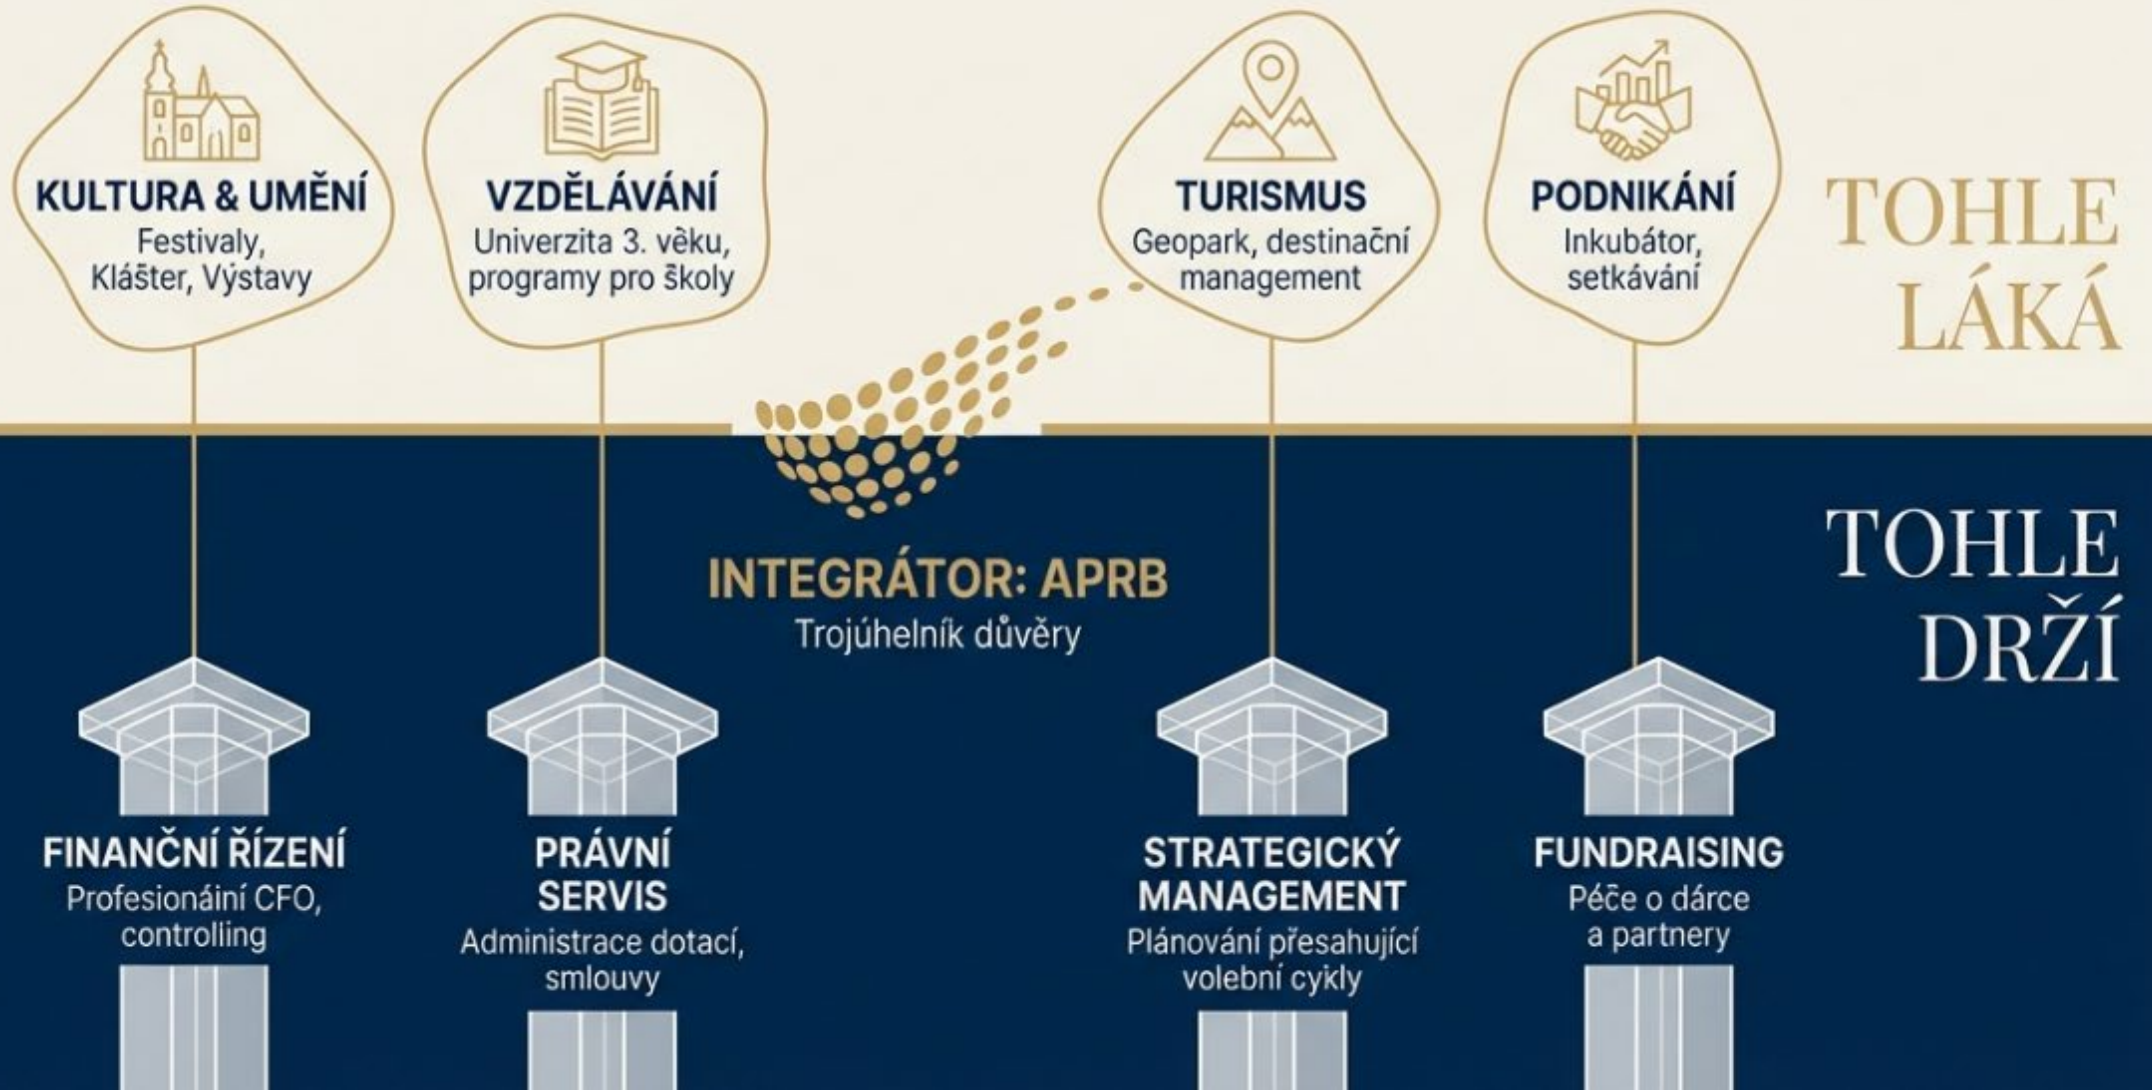 KULTURA & UMĚNÍ
Festivaly,
Klášter, Výstavy
VZDĚLÁVÁNÍ
Univerzita 3. věku,
programy pro školy
TURISMUS
Geopark, destinační
management
PODNIKÁNÍ
Inkubátor,
setkávání
TOHLE
LÁKÁ
INTEGRÁTOR: APRB
Trojúhelník důvěry
TOHLE
DRŽÍ
FINANČNÍ ŘÍZENÍ
Profesionáiní CFO,
controliing
PRÁVNÍ
SERVIS
Administrace dotací,
smlouvy
STRATEGICKÝ
MANAGEMENT
Plánování přesahující
volební cykly
FUNDRAISING
Péče o dárce
a partnery